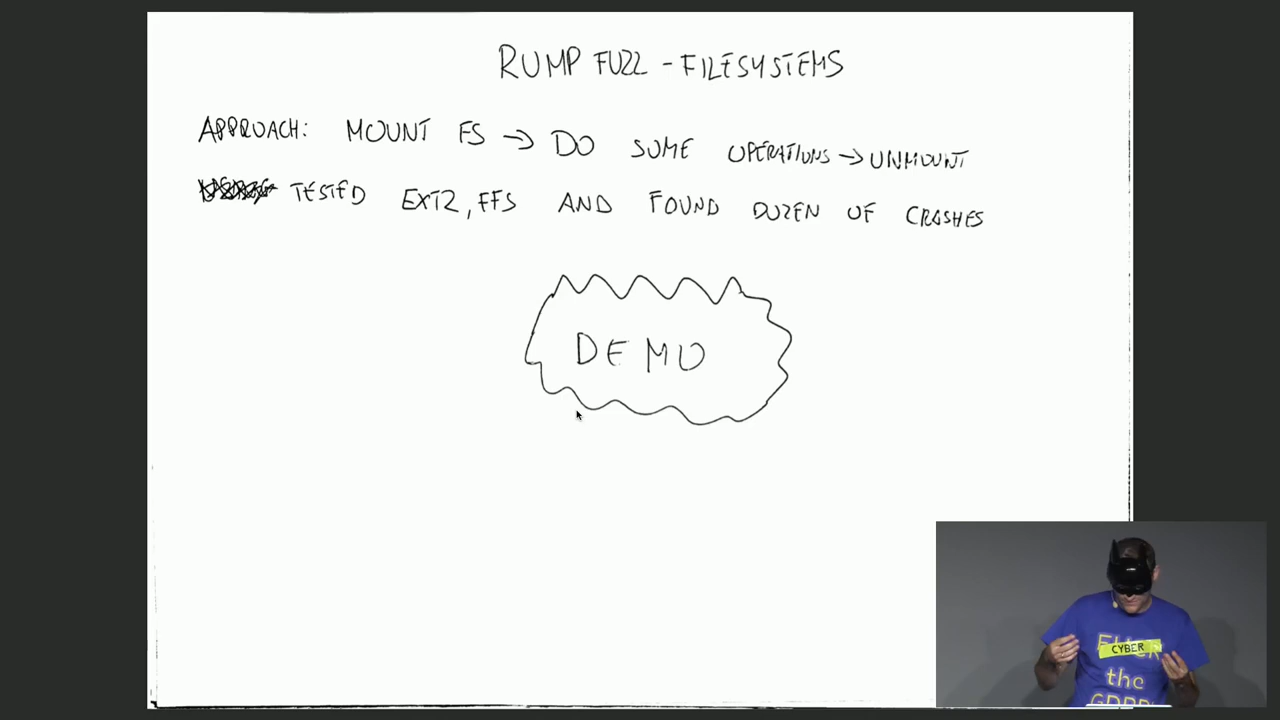 RUMP FUZZ - FILESYSTEMS
APPROACH: MOUNT FS → DO SOME OPERATIONS → UNMOUNT
TESTED EXT2, FFS AND FOUND DOZEN OF CRASHES
DEMO
CYBER
the